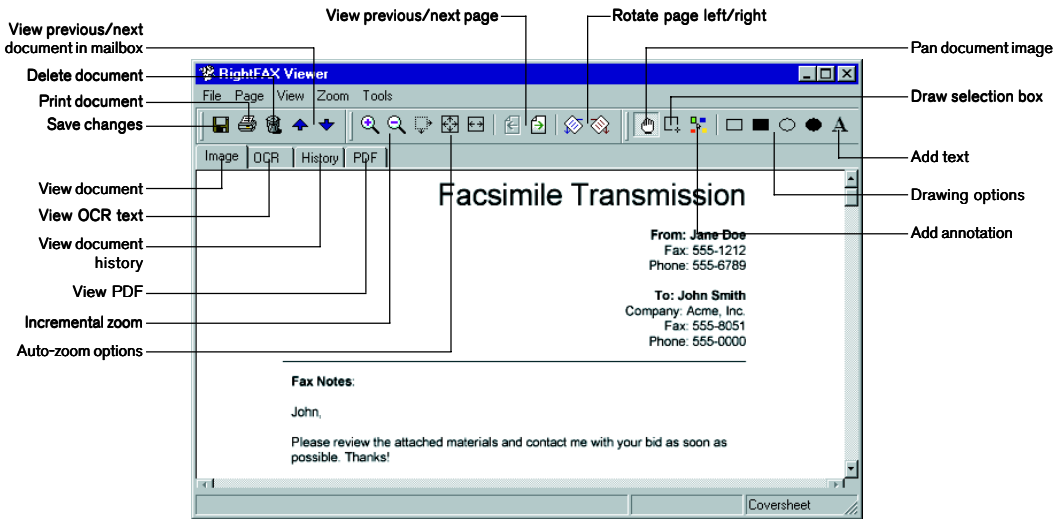 View previous/next page
Rotate page left/right
View previous/next
document in mailbox
Pan document image
Delete document
Draw selection box
Print document
Save changes
Add text
View document
Drawing options
View OCR text
Add annotation
View document
history
View PDF
Incremental zoom
Auto-zoom options
RightFAX Viewer
File Page View Zoom Tools
A
Image OCR History PDF
Facsimile Transmission
From: Jane Doe
Fax: 555-1212
Phone: 555-6789
To: John Smith
Company: Acme, Inc.
Fax: 555-8051
Phone: 555-0000
Fax Notes:
John,
Please review the attached materials and contact me with your bid as soon as
possible. Thanks!
Coversheet